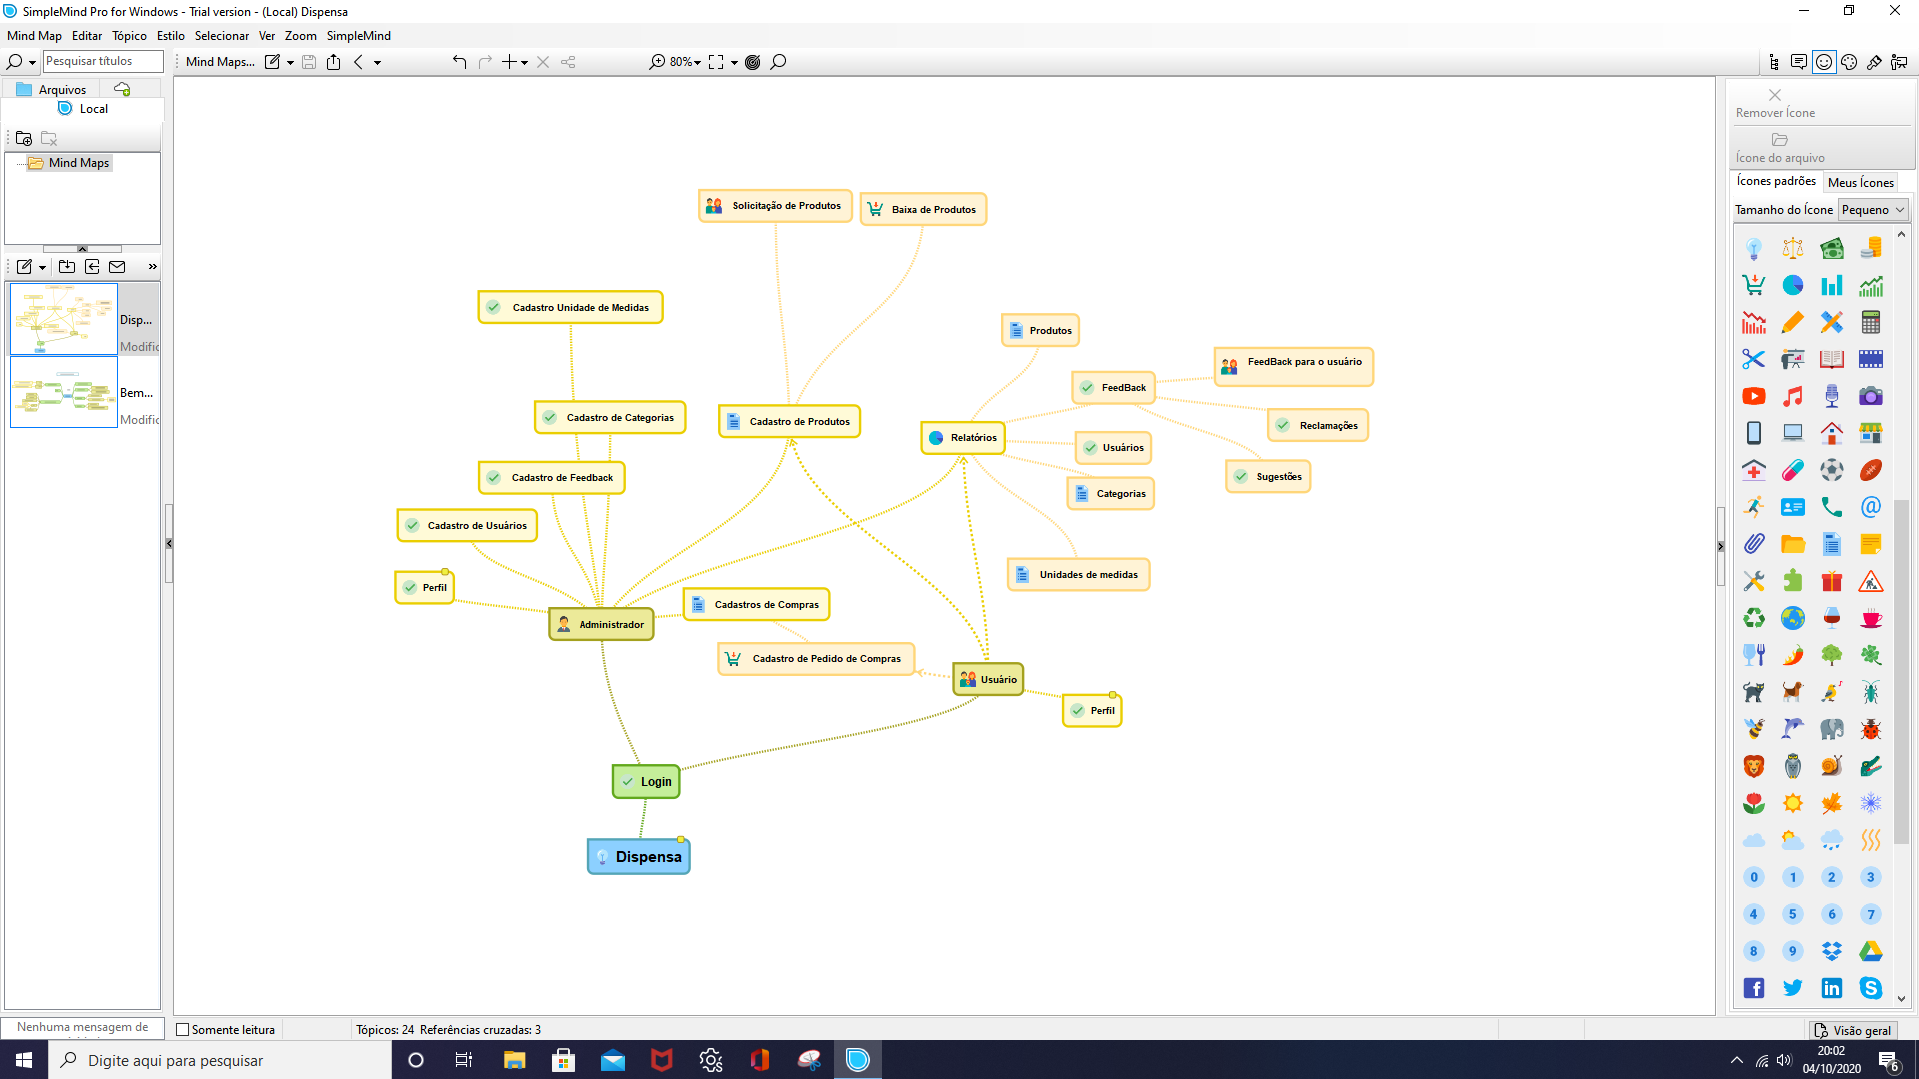 SimpleMind Pro for Windows - Trial version - (Local) Dispensa
Mind Map Editar Tópico Estilo Selecionar Ver Zoom SimpleMind
Pesquisar títulos
Mind Maps...
80%
Arquivos
Local
Mind Maps
Disp...
Modific
Bem...
Modific
Solicitação de Produtos
Baixa de Produtos
Cadastro Unidade de Medidas
Produtos
FeedBack para o usuário
FeedBack
Cadastro de Categorias
Cadastro de Produtos
Reclamações
Relatórios
Usuários
Cadastro de Feedback
Sugestões
Categorias
Cadastro de Usuários
Unidades de medidas
Perfil
Cadastros de Compras
Administrador
Cadastro de Pedido de Compras
Usuário
Perfil
Login
Dispensa
Remover Ícone
Ícone do arquivo
Ícones padrões Meus Ícones
Tamanho do Ícone Pequeno
0 1 2 3
4 5 6 7
8 9
Nenhuma mensagem de
Somente leitura
Tópicos: 24 Referências cruzadas: 3
Visão geral
Digite aqui para pesquisar
20:02
04/10/2020
6